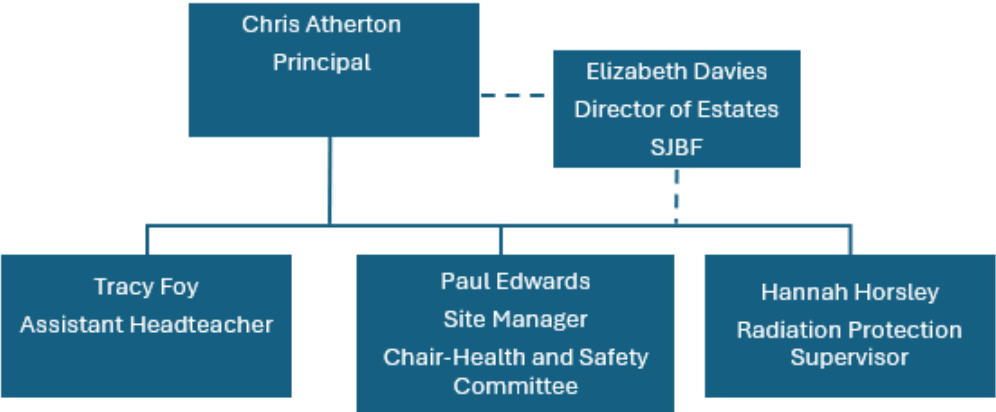 Chris Atherton
Principal
Elizabeth Davies
Director of Estates
SJBF
Tracy Foy
Assistant Headteacher
Paul Edwards
Site Manager
Chair-Health and Safety
Committee
Hannah Horsley
Radiation Protection
Supervisor